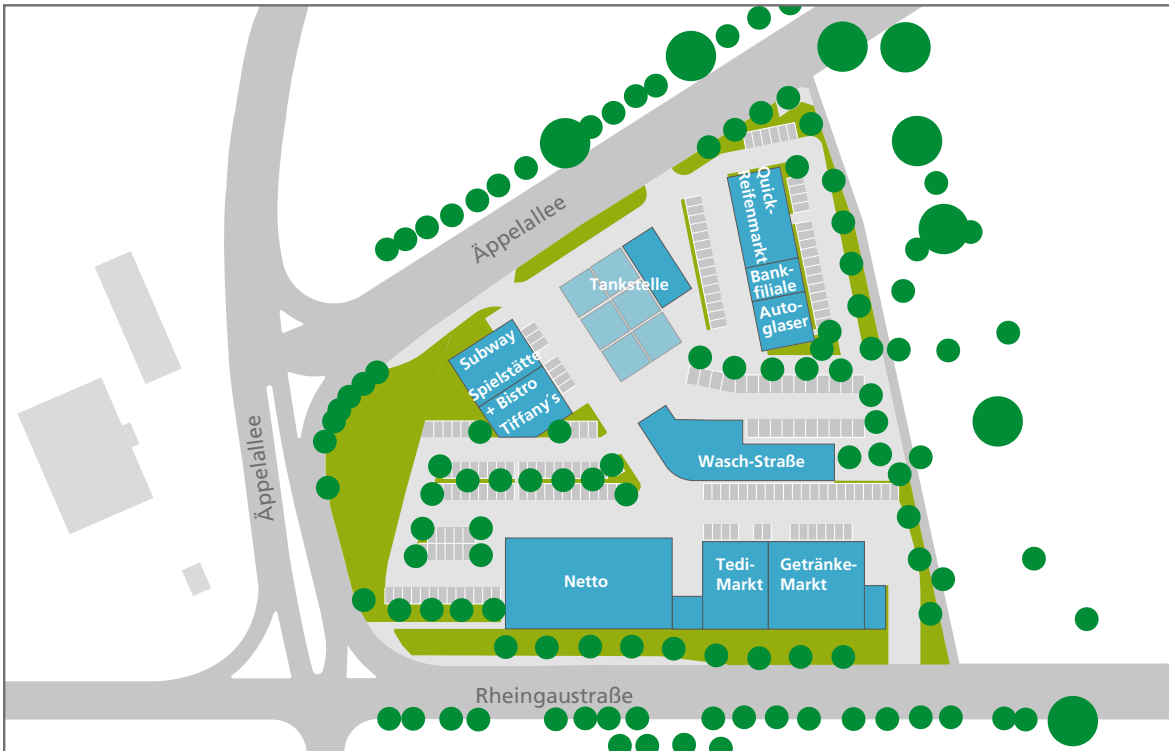 Äppelallee
Quick-
Reifenmarkt
Bank-
filiale
Auto-
glaser
Tankstelle
Subway
Spielstätte
+ Bistro
Tiffany´s
Äppelallee
Wasch-Straße
Netto
Tedi-
Markt
Getränke-
Markt
Rheingaustraße